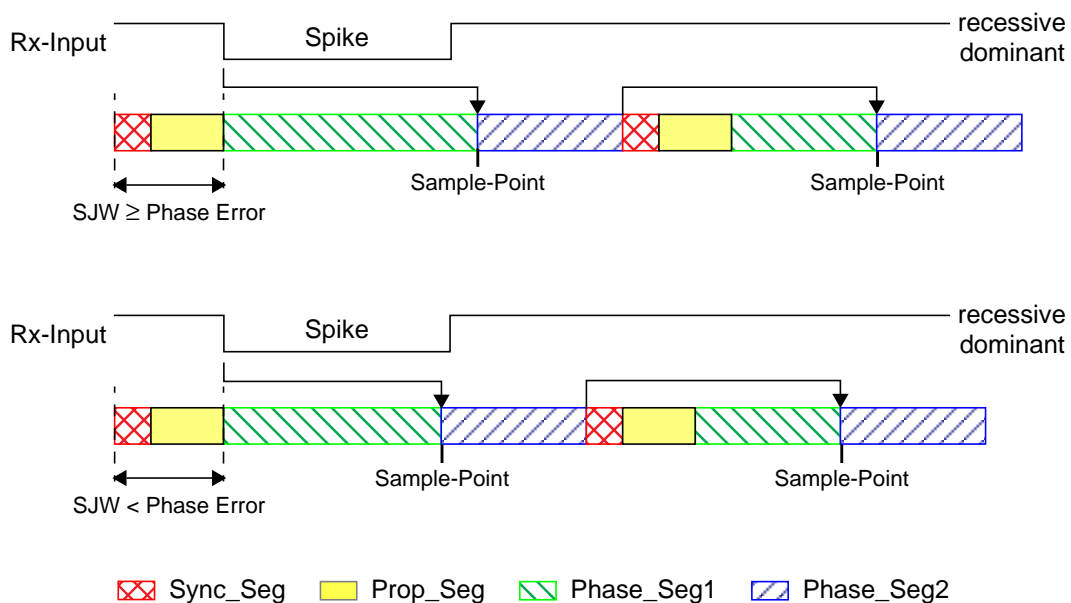 recessive
Rx-Input
Spike
dominant
Sample-Point
Sample-Point
SJW ≥ Phase Error
recessive
Rx-Input
Spike
dominant
Sample-Point
Sample-Point
SJW < Phase Error
Sync_Seg Prop_Seg Phase_Seg1 Phase_Seg2